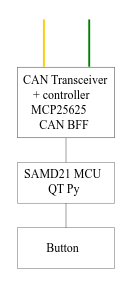 CAN Transceiver
+ controller
MCP25625
CAN BFF
SAMD21 MCU
QT Py
Button